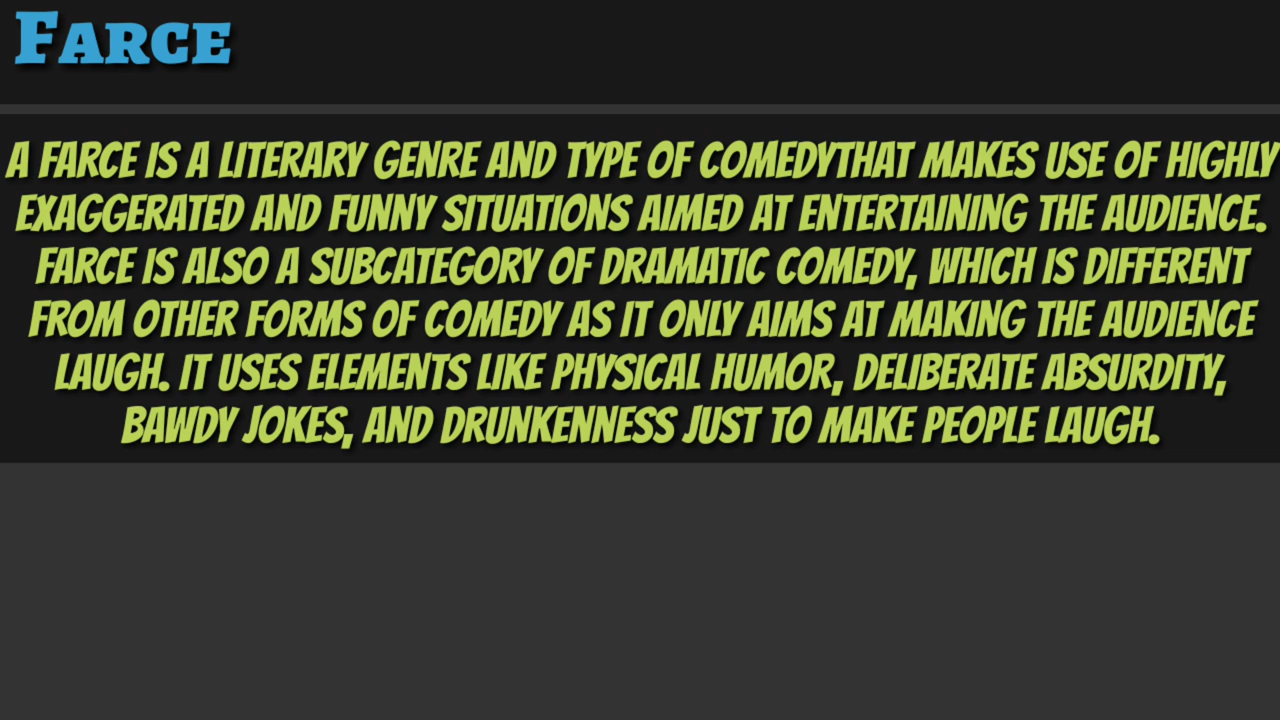 Farce
A FARCE IS A LITERARY GENRE AND TYPE OF COMEDYTHAT MAKES USE OF HIGHLY
EXAGGERATED AND FUNNY SITUATIONS AIMED AT ENTERTAINING THE AUDIENCE.
FARCE IS ALSO A SUBCATEGORY OF DRAMATIC COMEDY, WHICH IS DIFFERENT
FROM OTHER FORMS OF COMEDY AS IT ONLY AIMS AT MAKING THE AUDIENCE
LAUGH. IT USES ELEMENTS LIKE PHYSICAL HUMOR, DELIBERATE ABSURDITY,
BAWDY JOKES, AND DRUNKENNESS JUST TO MAKE PEOPLE LAUGH.